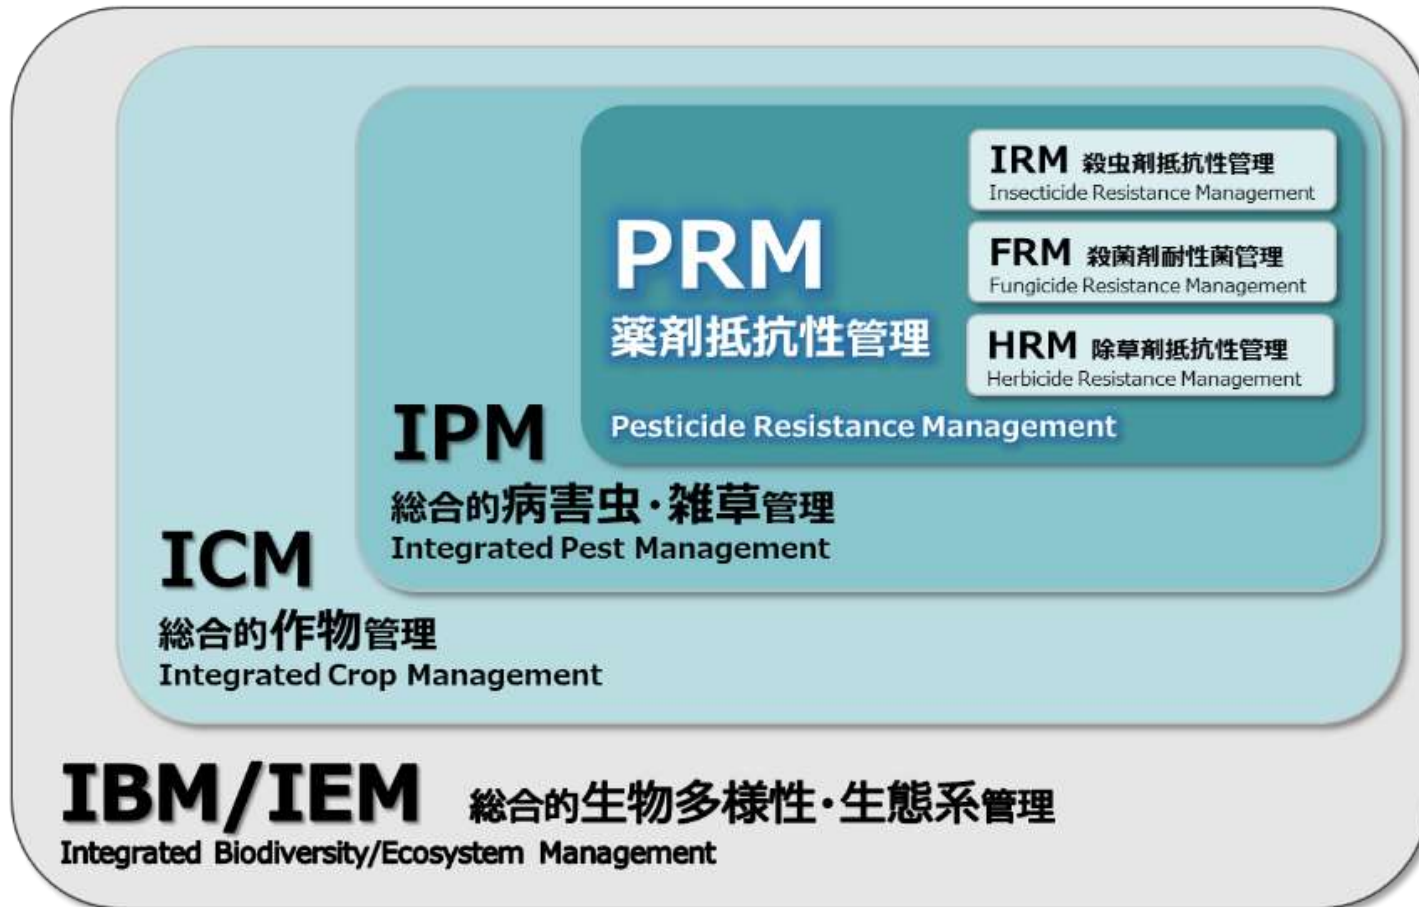 IRM 殺虫剤抵抗性管理
Insecticide Resistance Management
FRM 殺菌剤耐性菌管理
Fungicide Resistance Management
HRM 除草剤抵抗性管理
Herbicide Resistance Management
PRM
薬剤抵抗性管理
Pesticide Resistance Management
IPM
総合的病害虫・雑草管理
Integrated Pest Management
ICM
総合的作物管理
Integrated Crop Management
IBM/IEM 総合的生物多様性・生態系管理
Integrated Biodiversity/Ecosystem Management